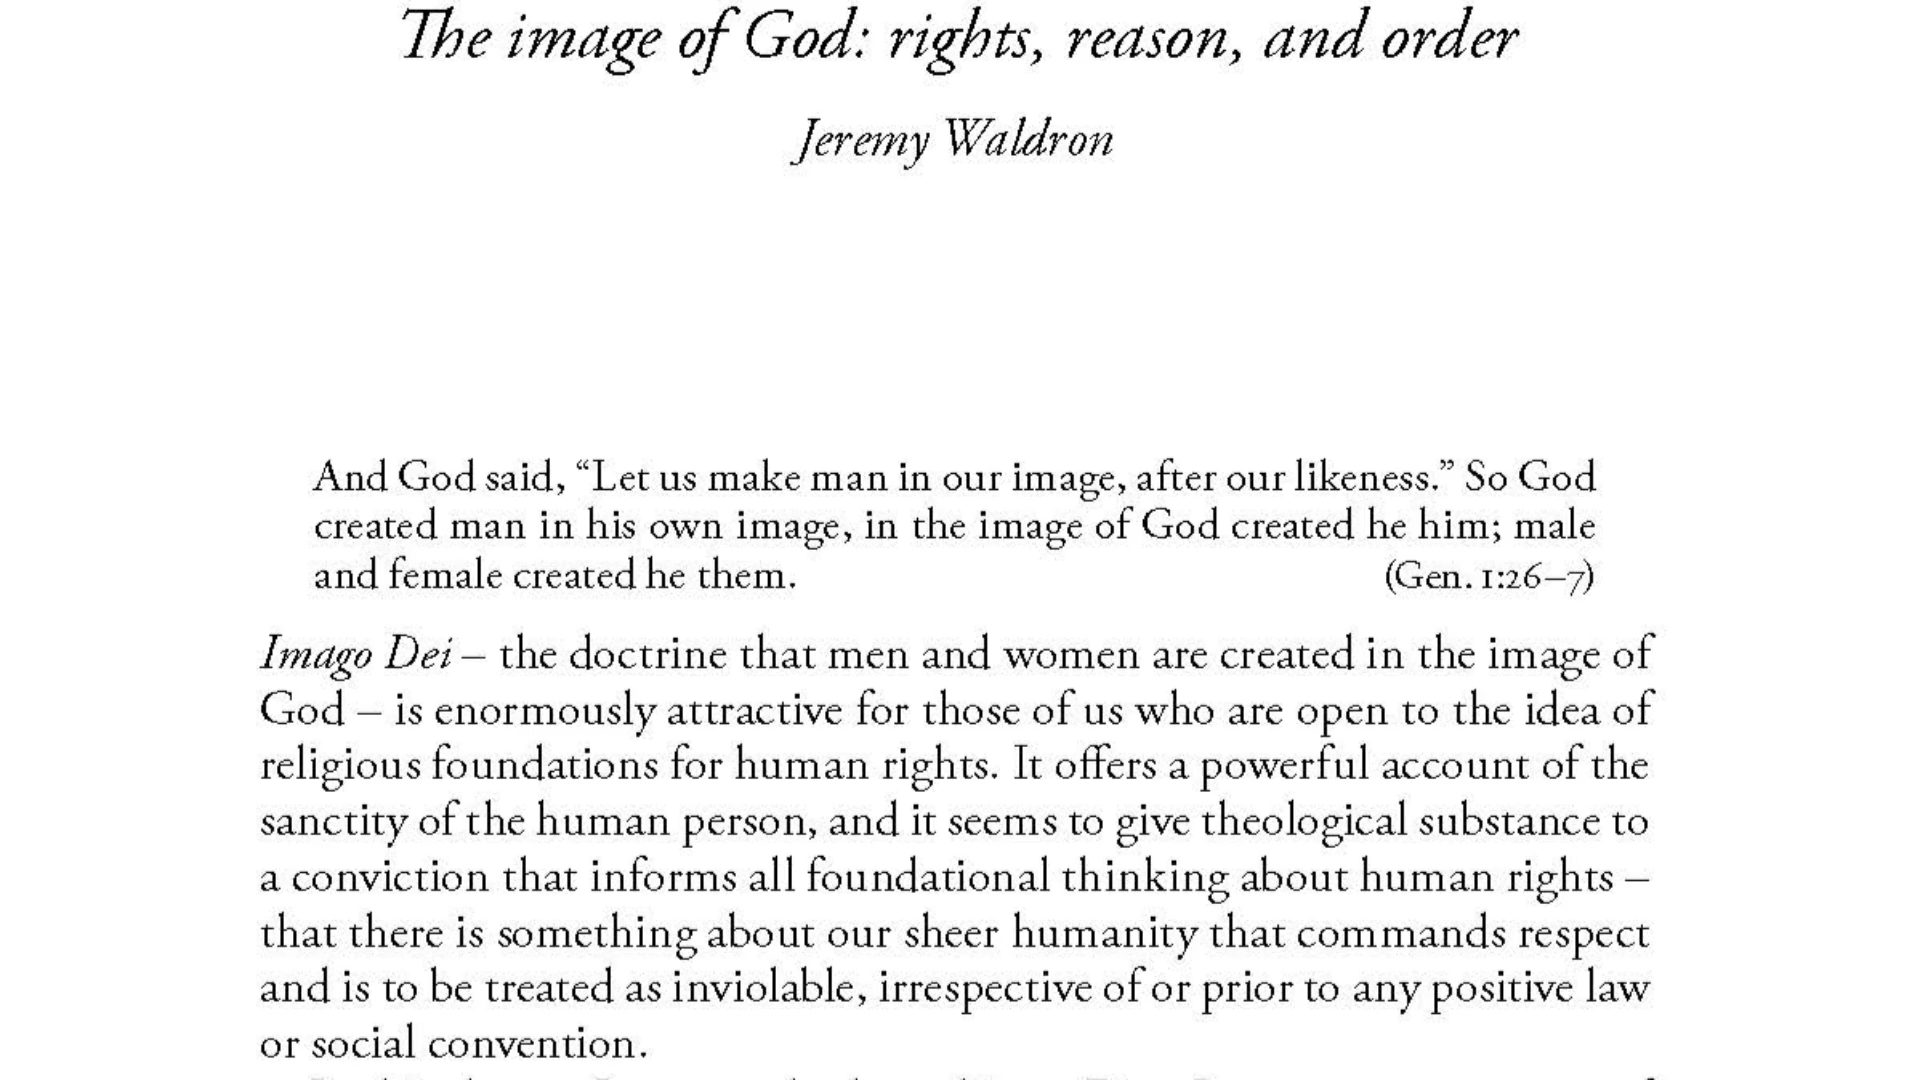 The image of God: rights, reason, and order
Jeremy Waldron
And God said, “Let us make man in our image, after our likeness.” So God
created man in his own image, in the image of God created he him; male
and female created he them. (Gen. 1:26–7)
Imago Dei – the doctrine that men and women are created in the image of
God – is enormously attractive for those of us who are open to the idea of
religious foundations for human rights. It offers a powerful account of the
sanctity of the human person, and it seems to give theological substance to
a conviction that informs all foundational thinking about human rights –
that there is something about our sheer humanity that commands respect
and is to be treated as inviolable, irrespective of or prior to any positive law
or social convention.